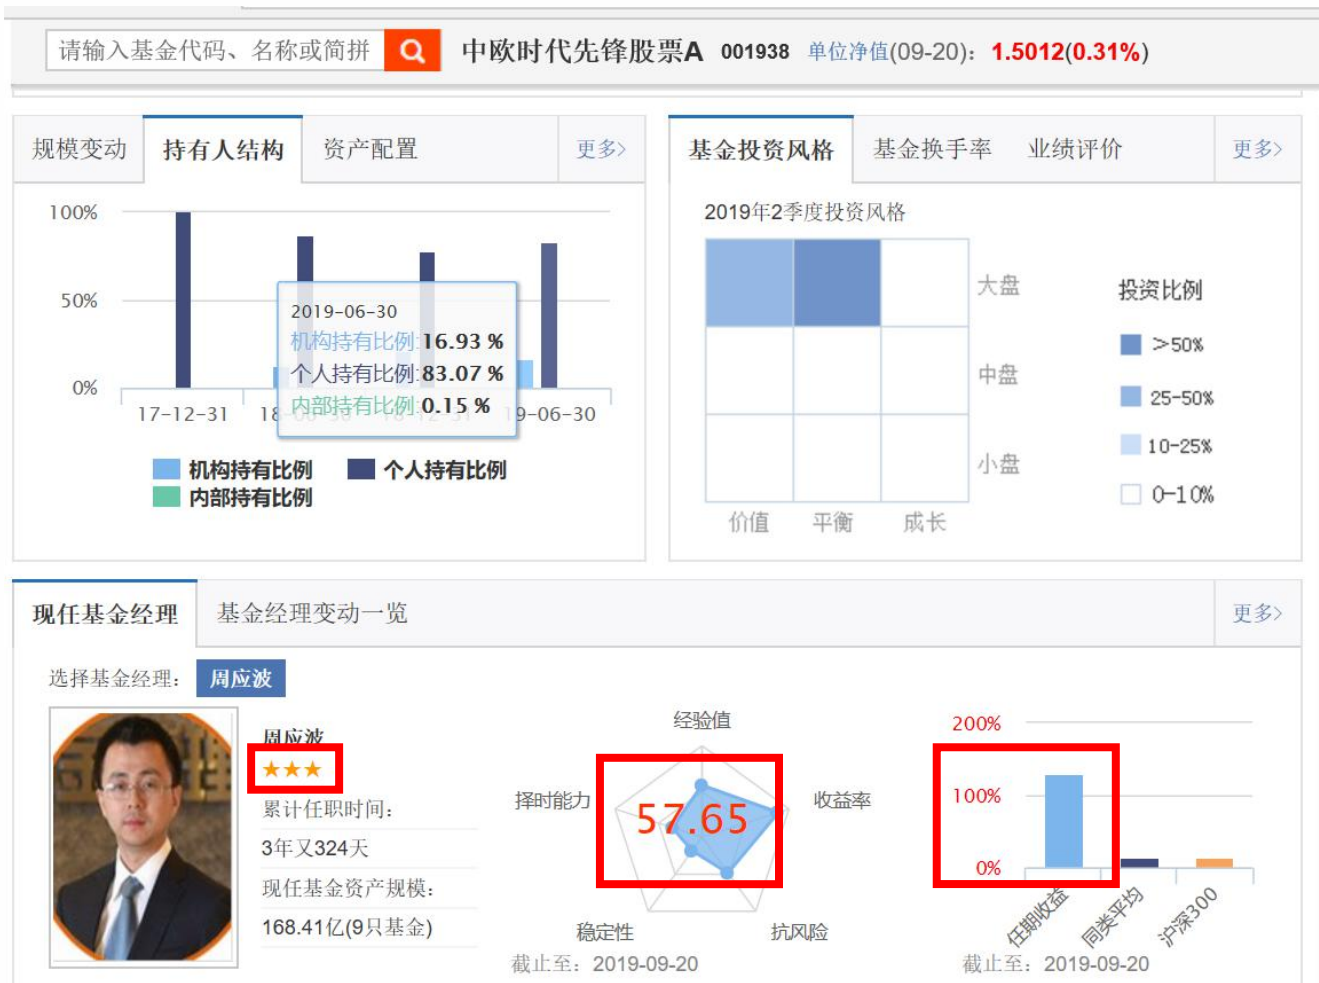 请输入基金代码、名称或简拼
中欧时代先锋股票A 001938 单位净值(09-20)：1.5012(0.31%)
规模变动 持有人结构 资产配置 更多>
100%
50%
0%
2019-06-30
机构持有比例:16.93 %
个人持有比例:83.07 %
内部持有比例:0.15 %
17-12-31 19-06-30
机构持有比例 个人持有比例
内部持有比例
基金投资风格 基金换手率 业绩评价 更多>
2019年2季度投资风格
大盘
中盘
小盘
价值 平衡 成长
投资比例
>50%
25-50%
10-25%
0-10%
现任基金经理 基金经理变动一览 更多>
选择基金经理： 周应波
周应波
★★★
累计任职时间：
3年又324天
现任基金资产规模：
168.41亿(9只基金)
经验值
择时能力 57.65 收益率
稳定性 抗风险
截止至：2019-09-20
200%
100%
0%
任期收益 同类平均 沪深300
截止至：2019-09-20